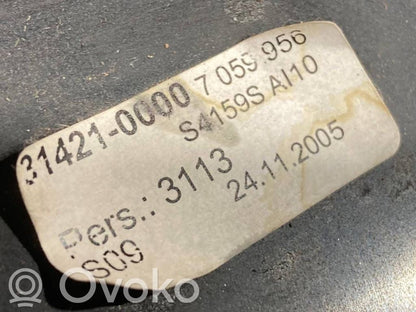 31421-0000 7 059 956
S4159S AI10
Pers.: 3113
24.11.2005
S09
Ovoko